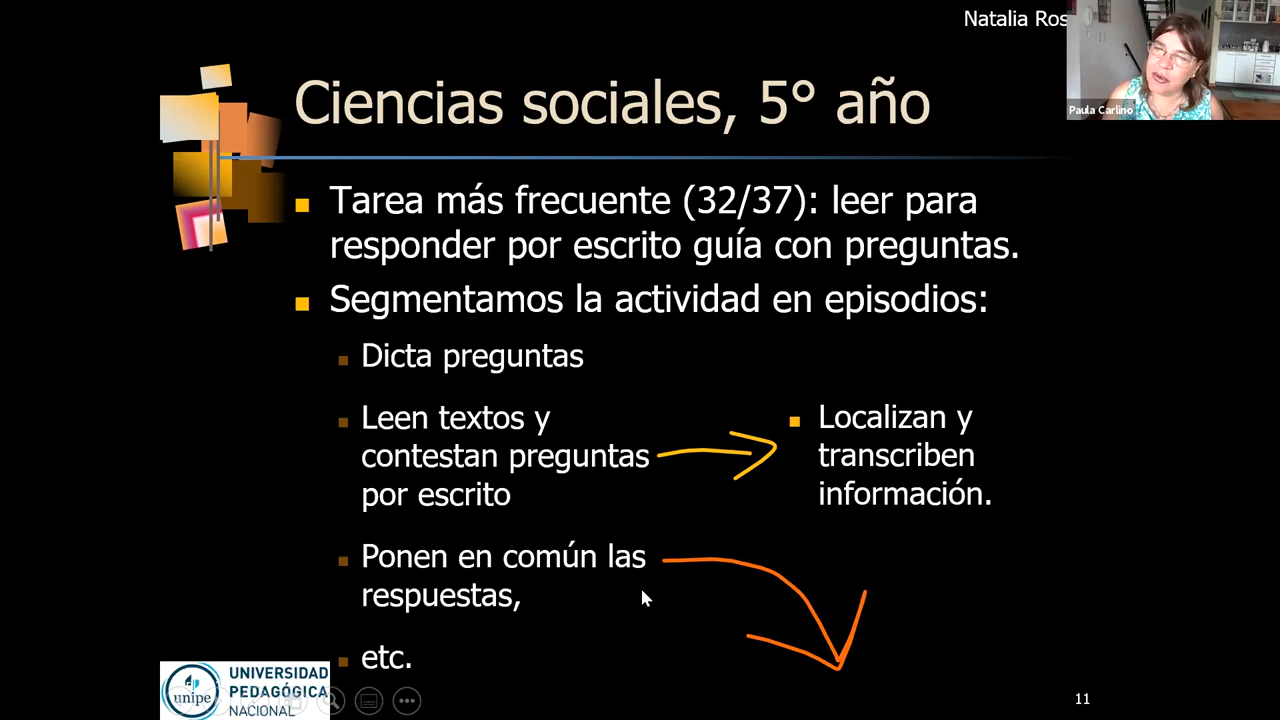 Natalia Ros
Paula Carlino
Ciencias sociales, 5° año
Tarea más frecuente (32/37): leer para
responder por escrito guía con preguntas.
Segmentamos la actividad en episodios:
Dicta preguntas
Leen textos y
contestan preguntas
por escrito
Localizan y
transcriben
información.
Ponen en común las
respuestas,
etc.
unipe
UNIVERSIDAD
PEDAGÓGICA
NACIONAL
11